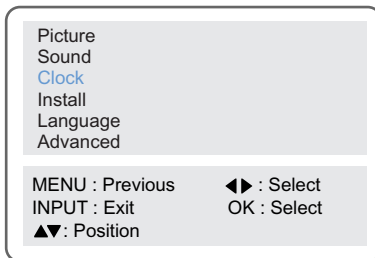 Picture
Sound
Clock
Install
Language
Advanced
MENU : Previous ◀▶ : Select
INPUT : Exit OK : Select
▲▼: Position